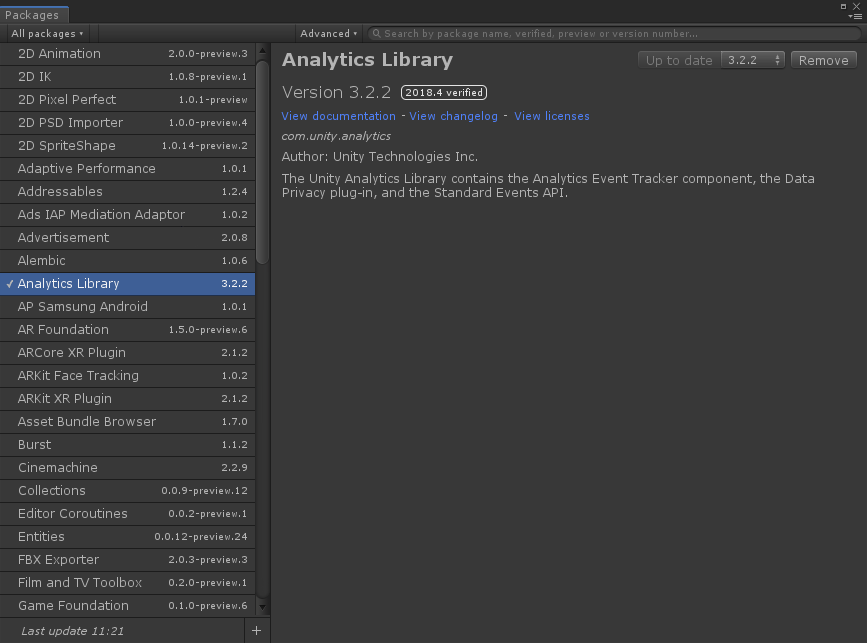 Packages
All packages
Advanced
Search by package name, verified, preview or version number...
2D Animation 2.0.0-preview.3
2D IK 1.0.8-preview.1
2D Pixel Perfect 1.0.1-preview
2D PSD Importer 1.0.0-preview.4
2D SpriteShape 1.0.14-preview.2
Adaptive Performance 1.0.1
Addressables 1.2.4
Ads IAP Mediation Adaptor 1.0.2
Advertisement 2.0.8
Alembic 1.0.6
✓ Analytics Library 3.2.2
AP Samsung Android 1.0.1
AR Foundation 1.5.0-preview.6
ARCore XR Plugin 2.1.2
ARKit Face Tracking 1.0.2
ARKit XR Plugin 2.1.2
Asset Bundle Browser 1.7.0
Burst 1.1.2
Cinemachine 2.2.9
Collections 0.0.9-preview.12
Editor Coroutines 0.0.2-preview.1
Entities 0.0.12-preview.24
FBX Exporter 2.0.3-preview.3
Film and TV Toolbox 0.2.0-preview.1
Game Foundation 0.1.0-preview.6
Last update 11:21 +
Analytics Library
Up to date 3.2.2 Remove
Version 3.2.2 2018.4 verified
View documentation - View changelog - View licenses
com.unity.analytics
Author: Unity Technologies Inc.
The Unity Analytics Library contains the Analytics Event Tracker component, the Data
Privacy plug-in, and the Standard Events API.